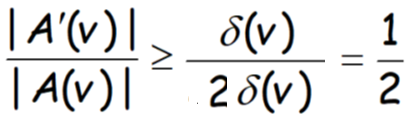 |A′(v)| / |A(v)| ≥ δ(v) / 2δ(v) = 1/2